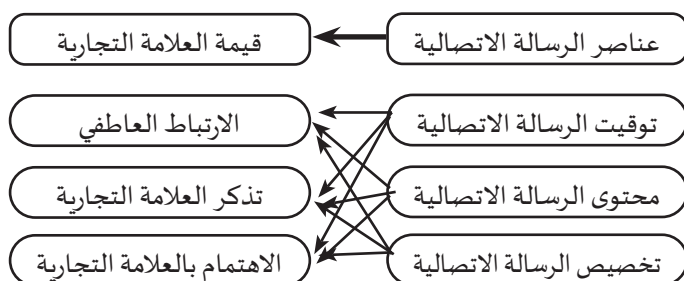 عناصر الرسالة الاتصالية
قيمة العلامة التجارية
توقيت الرسالة الاتصالية
الارتباط العاطفي
محتوى الرسالة الاتصالية
تذكر العلامة التجارية
تخصيص الرسالة الاتصالية
الاهتمام بالعلامة التجارية